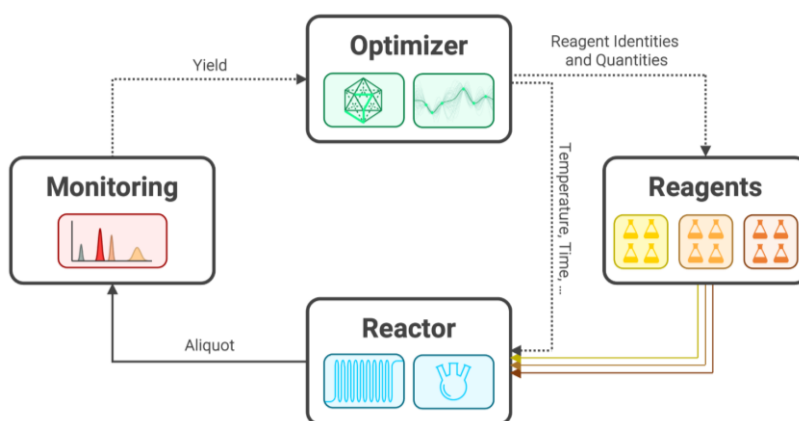 Optimizer
Yield
Reagent Identities
and Quantities
Monitoring
Temperature, Time, ...
Reagents
Reactor
Aliquot